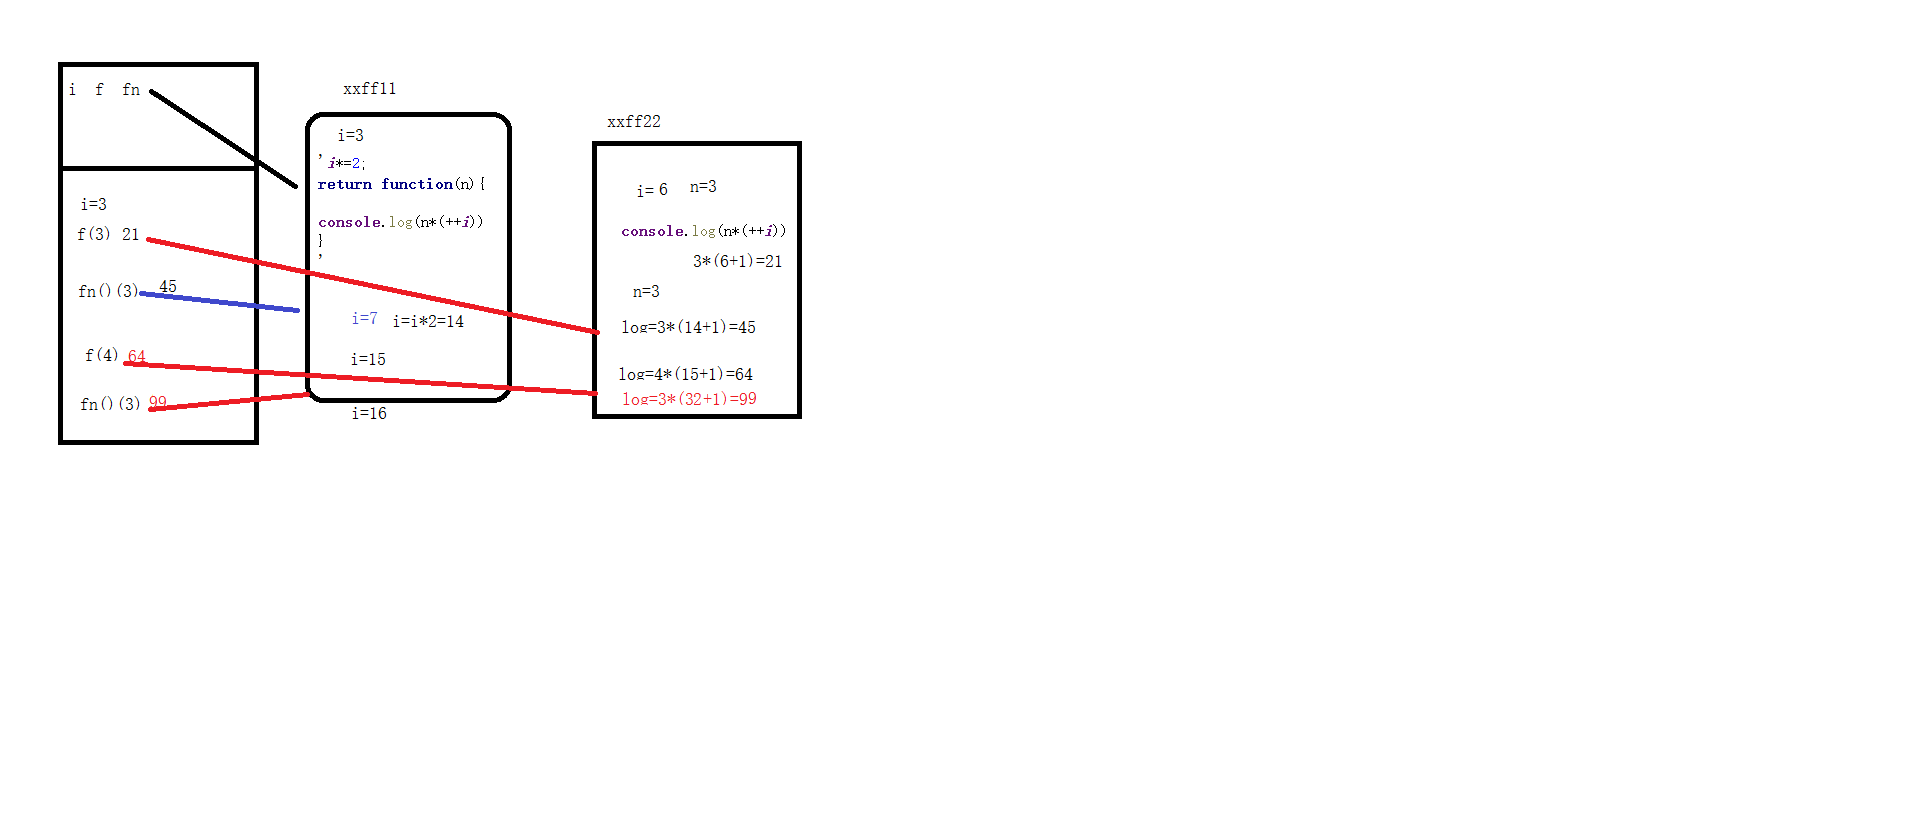 i  f  fn
i=3
f(3) 21
fn()(3) 45
f(4) 64
fn()(3) 99
xxff11
i=3
'
i*=2;
return function(n){
console.log(n*(++i))
}
'
i=7 i=i*2=14
i=15
i=16
xxff22
i= 6 n=3
console.log(n*(++i))
3*(6+1)=21
n=3
log=3*(14+1)=45
log=4*(15+1)=64
log=3*(32+1)=99